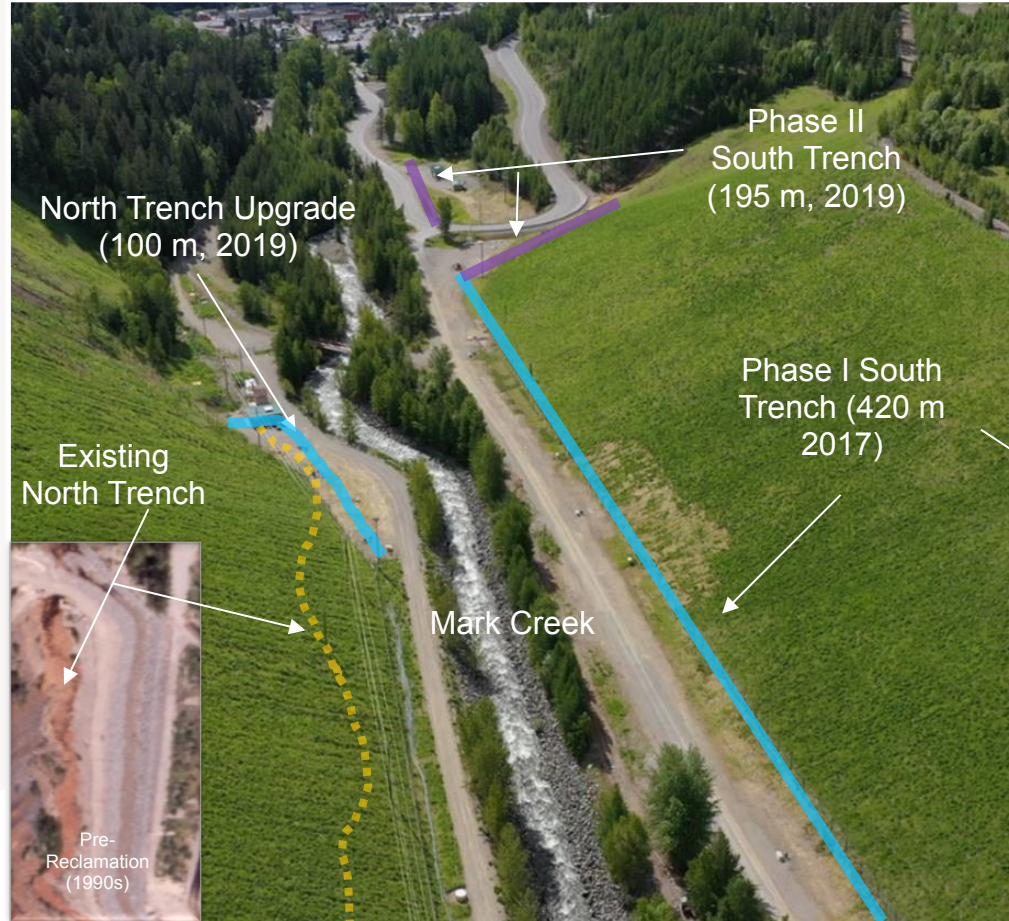 Phase II
South Trench
(195 m, 2019)
North Trench Upgrade
(100 m, 2019)
Phase I South
Trench (420 m
2017)
Existing
North Trench
Mark Creek
Pre-
Reclamation
(1990s)